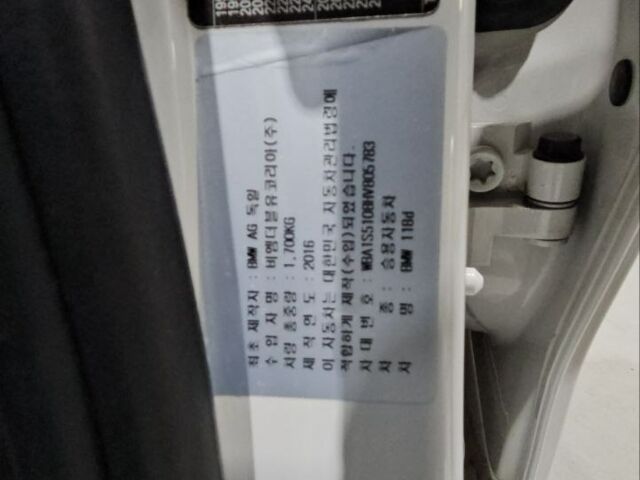 최초 제작자 : BMW AG 독일
수 입 자 명 : 비엠더블유코리아(주)
차량 총중량 : 1,700KG
제 작 연 도 : 2016
이 자동차는 대한민국 자동차관리법령에
적합하게 제작(수입)되었습니다.
차 대 번 호 : WBA1S5108HV805783
차 종 : 승용자동차
차 명 : BMW 118d